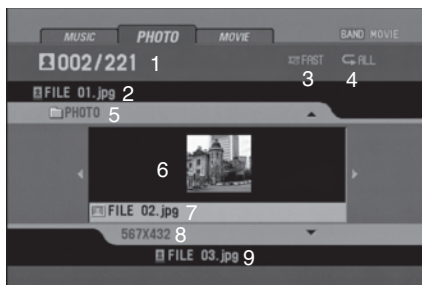 MUSIC PHOTO MOVIE BAND MOVIE
002/221 1 FAST ALL
3 4
FILE 01.jpg 2
PHOTO 5
6
FILE 02.jpg 7
567X432 8
FILE 03.jpg 9